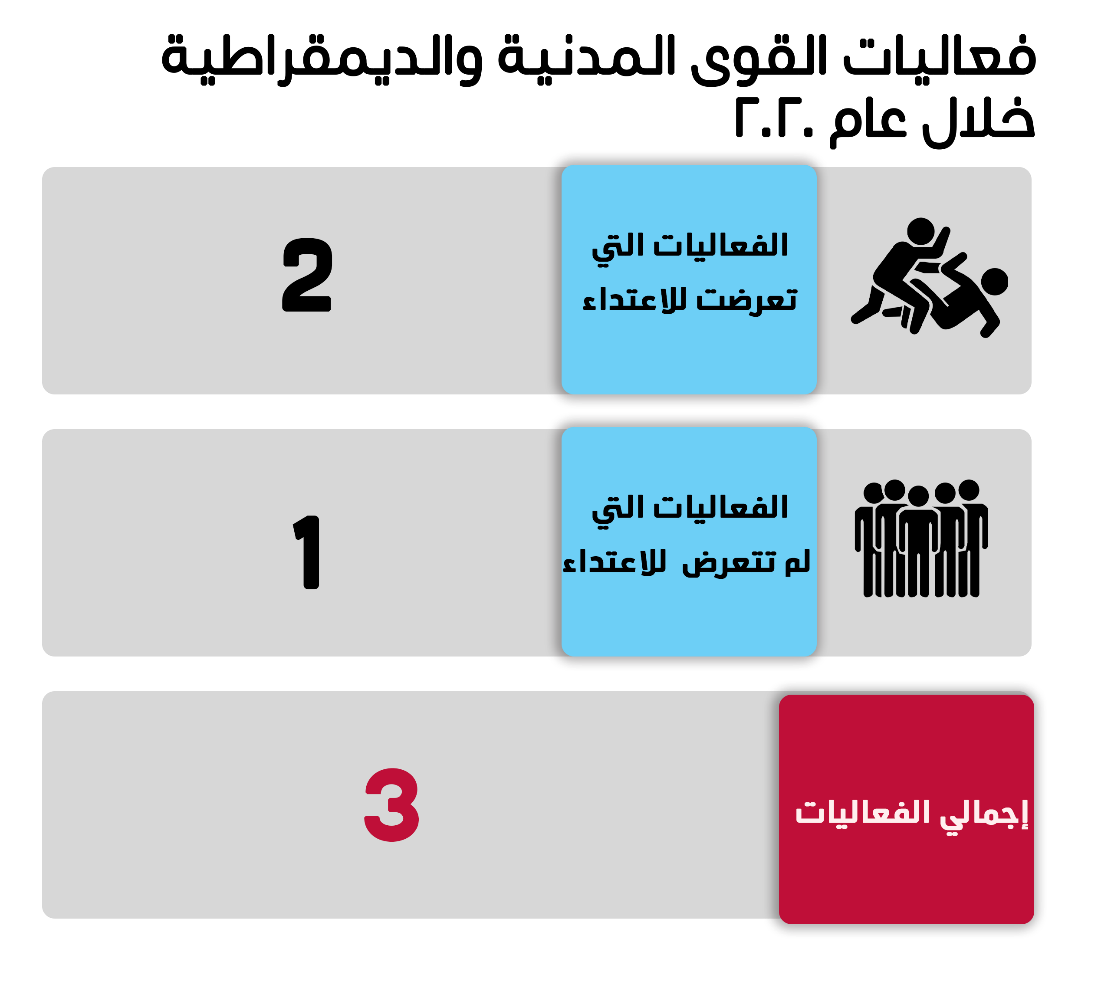 فعاليات القوى المدنية والديمقراطية
خلال عام ٢٠٢٠
الفعاليات التي
تعرضت للاعتداء
2
الفعاليات التي
لم تتعرض للاعتداء
1
إجمالي الفعاليات
3